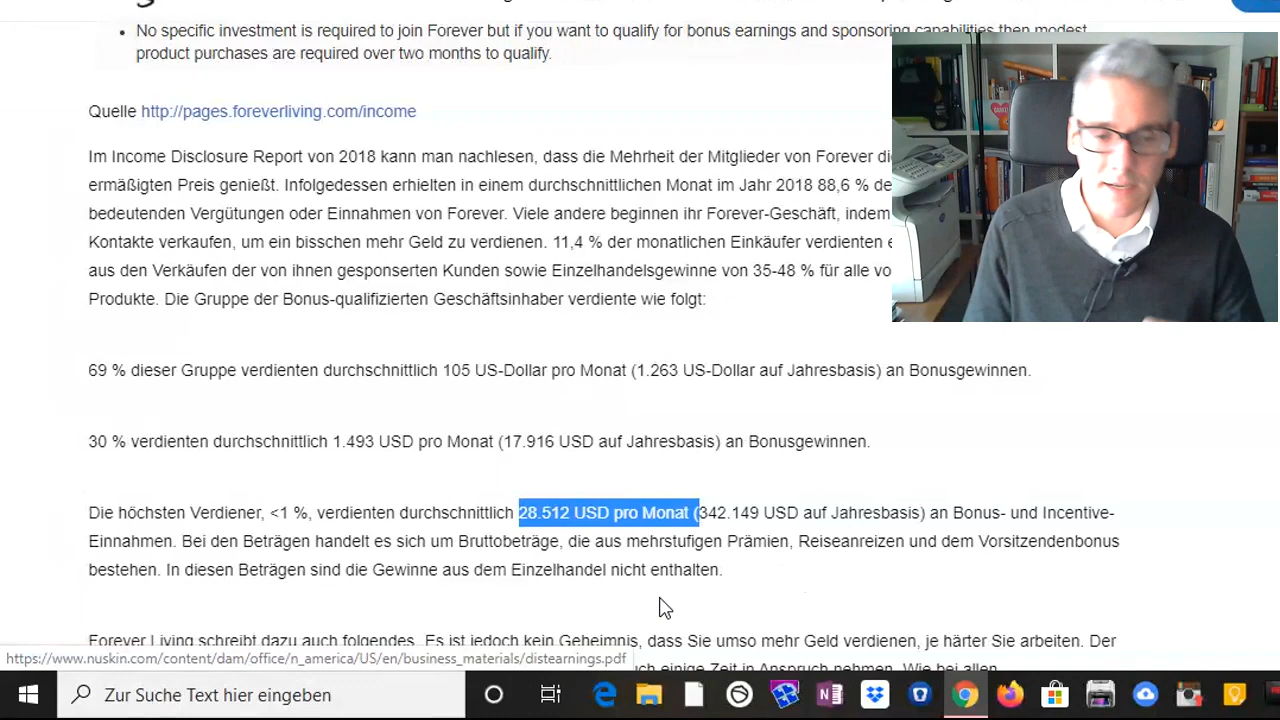 No specific investment is required to join Forever but if you want to qualify for bonus earnings and sponsoring capabilities then modest
product purchases are required over two months to qualify.
Quelle http://pages.foreverliving.com/income
Im Income Disclosure Report von 2018 kann man nachlesen, dass die Mehrheit der Mitglieder von Forever di
ermäßigten Preis genießt. Infolgedessen erhielten in einem durchschnittlichen Monat im Jahr 2018 88,6 % de
bedeutenden Vergütungen oder Einnahmen von Forever. Viele andere beginnen ihr Forever-Geschäft, indem
Kontakte verkaufen, um ein bisschen mehr Geld zu verdienen. 11,4 % der monatlichen Einkäufer verdienten e
aus den Verkäufen der von ihnen gesponserten Kunden sowie Einzelhandelsgewinne von 35-48 % für alle vo
Produkte. Die Gruppe der Bonus-qualifizierten Geschäftsinhaber verdiente wie folgt:
69 % dieser Gruppe verdienten durchschnittlich 105 US-Dollar pro Monat (1.263 US-Dollar auf Jahresbasis) an Bonusgewinnen.
30 % verdienten durchschnittlich 1.493 USD pro Monat (17.916 USD auf Jahresbasis) an Bonusgewinnen.
Die höchsten Verdiener, <1 %, verdienten durchschnittlich 28.512 USD pro Monat (342.149 USD auf Jahresbasis) an Bonus- und Incentive-
Einnahmen. Bei den Beträgen handelt es sich um Bruttobeträge, die aus mehrstufigen Prämien, Reiseanreizen und dem Vorsitzendenbonus
bestehen. In diesen Beträgen sind die Gewinne aus dem Einzelhandel nicht enthalten.
Forever Living schreibt dazu auch folgendes. Es ist jedoch kein Geheimnis, dass Sie umso mehr Geld verdienen, je härter Sie arbeiten. Der
https://www.nuskin.com/content/dam/office/n_america/US/en/business_materials/distearnings.pdf
uch einige Zeit in Anspruch nehmen. Wie bei allen
Zur Suche Text hier eingeben